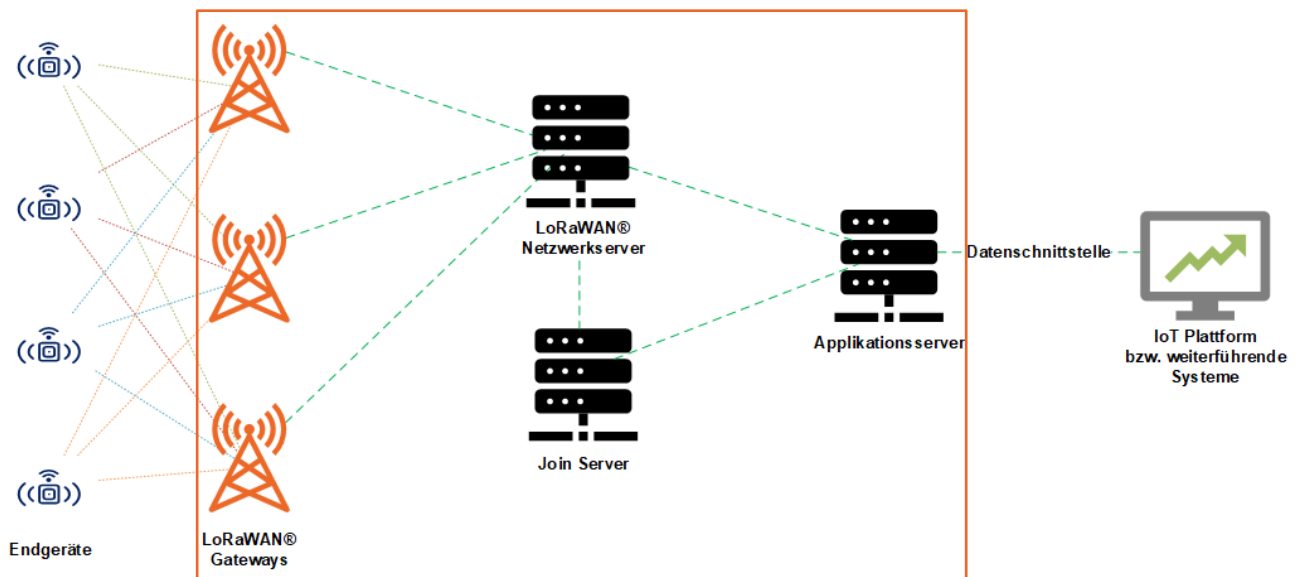 Endgeräte
LoRaWAN®
Gateways
LoRaWAN®
Netzwerkserver
Join Server
Applikationsserver
Datenschnittstelle
IoT Plattform
bzw. weiterführende
Systeme